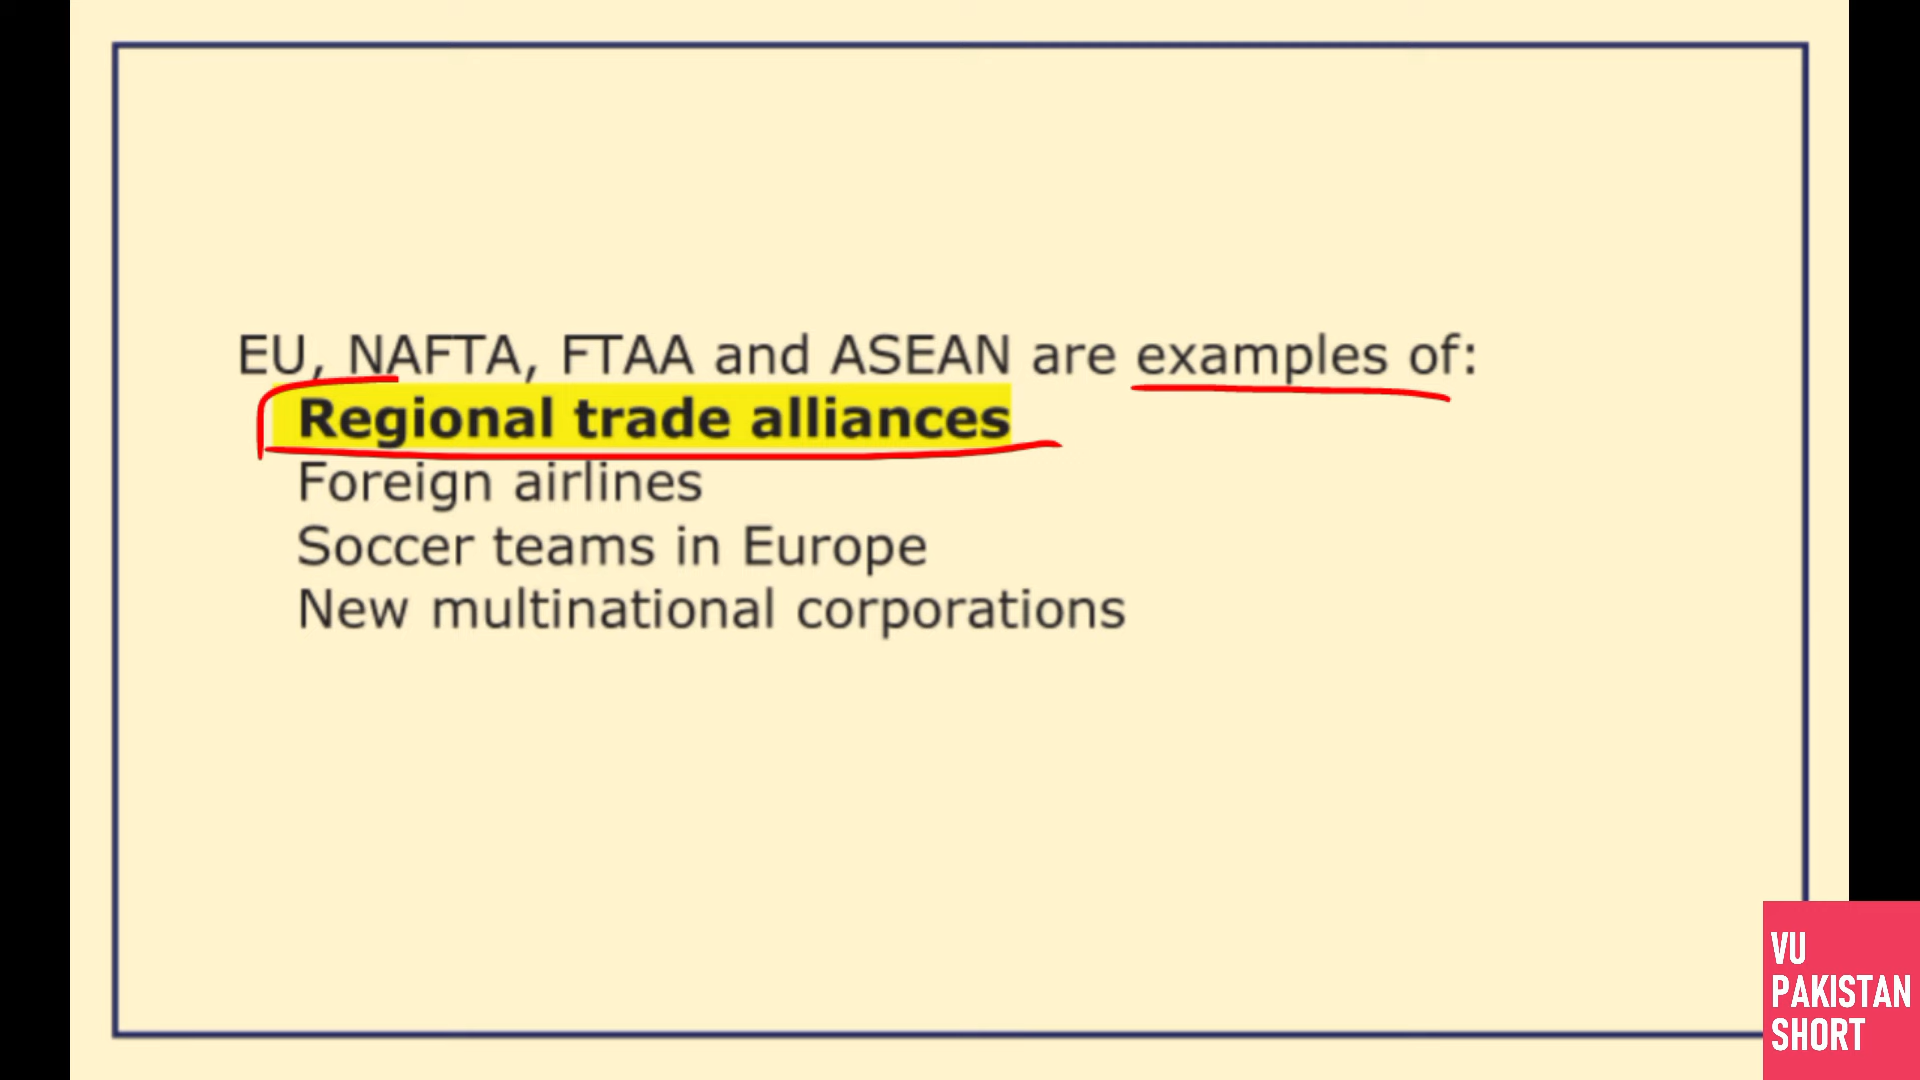 EU, NAFTA, FTAA and ASEAN are examples of:
Regional trade alliances
Foreign airlines
Soccer teams in Europe
New multinational corporations
VU
PAKISTAN
SHORT